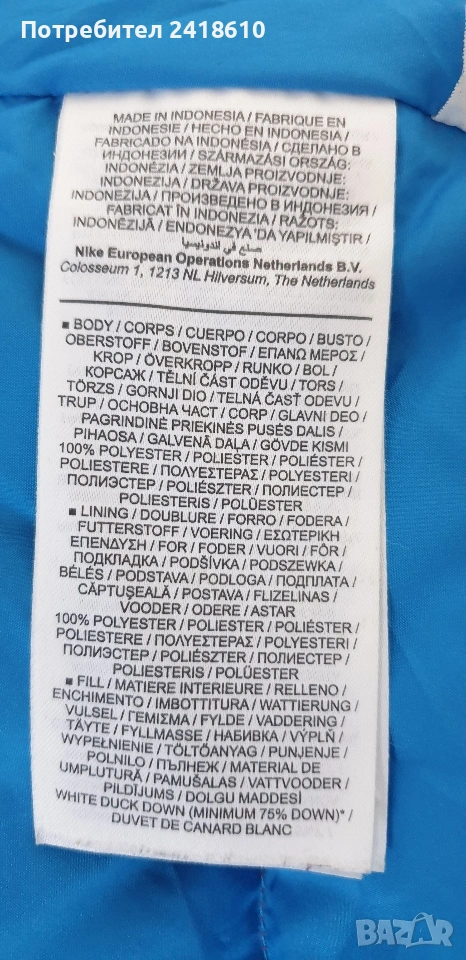 Потребител 2418610
MADE IN INDONESIA / FABRIQUE EN
INDONESIE / HECHO EN INDONESIA /
FABRICADO NA INDONÉSIA / СДЕЛАНО В
ИНДОНЕЗИИ / SZÁRMAZÁSI ORSZÁG:
INDONÉZIA / ZEMLJA PROIZVODNJE:
INDONEZIJA / DRŽAVA PROIZVODNJE:
INDONEZIJA / ПРОИЗВЕДЕНО В ИНДОНЕЗИЯ /
FABRICAT ÎN INDONEZIA / RAŽOTS:
INDONĒZIJĀ / ENDONEZYA 'DA YAPILMIŞTIR /
صنع في اندونيسيا
Nike European Operations Netherlands B.V.
Colosseum 1, 1213 NL Hilversum, The Netherlands
■ BODY / CORPS / CUERPO / CORPO / BUSTO /
OBERSTOFF / BOVENSTOF / ΕΠΑΝΩ ΜΕΡΟΣ /
KROP / ÖVERKROPP / RUNKO / BOL /
КОРСАЖ / TĚLNÍ ČÁST ODĚVU / TORS /
TÖRZS / GORNJI DIO / TELNÁ ČASŤ ODEVU /
TRUP / ОСНОВНА ЧАСТ / CORP / GLAVNI DEO /
PAGRINDINĖ PRIEKINĖS PUSĖS DALIS /
PIHAOSA / GALVENĀ DAĻA / GÖVDE KISMI
100% POLYESTER / POLIESTER / POLIÉSTER /
POLIESTERE / ΠΟΛΥΕΣΤΕΡΑΣ / POLYESTERI /
ПОЛИЭСТЕР / POLIÉSZTER / ПОЛИЕСТЕР /
POLIESTERIS / POLÜESTER
■ LINING / DOUBLURE / FORRO / FODERA /
FUTTERSTOFF / VOERING / ΕΣΩΤΕΡΙΚΗ
ΕΠΕΝΔΥΣΗ / FOR / FODER / VUORI / FÔR /
ПОДКЛАДКА / PODŠÍVKA / PODSZEWKA /
BÉLÉS / POSTAVA / PODLOGA / ПОДПЛАТА /
CĂPTUŞEALĂ / POSTAVA / FLIZELINAS /
VOODER / ODERE / ASTAR
100% POLYESTER / POLIESTER / POLIÉSTER /
POLIESTERE / ΠΟΛΥΕΣΤΕΡΑΣ / POLYESTERI /
ПОЛИЭСТЕР / POLIÉSZTER / ПОЛИЕСТЕР /
POLIESTERIS / POLÜESTER
■ FILL / MATIERE INTERIEURE / RELLENO /
ENCHIMENTO / IMBOTTITURA / WATTIERUNG /
VULSEL / ΓΕΜΙΣΜΑ / FYLDE / VADDERING /
TÄYTE / FYLLMASSE / НАБИВКА / VÝPLŇ /
WYPEŁNIENIE / TÖLTŐANYAG / PUNJENJE /
POLNILO / ПЪЛНЕЖ / MATERIAL DE
UMPLUTURĂ / PAMUŠALAS / VATTVOODER /
PILDĪJUMS / DOLGU MADDESİ
WHITE DUCK DOWN (MINIMUM 75% DOWN)* /
DUVET DE CANARD BLANC
BAZAR